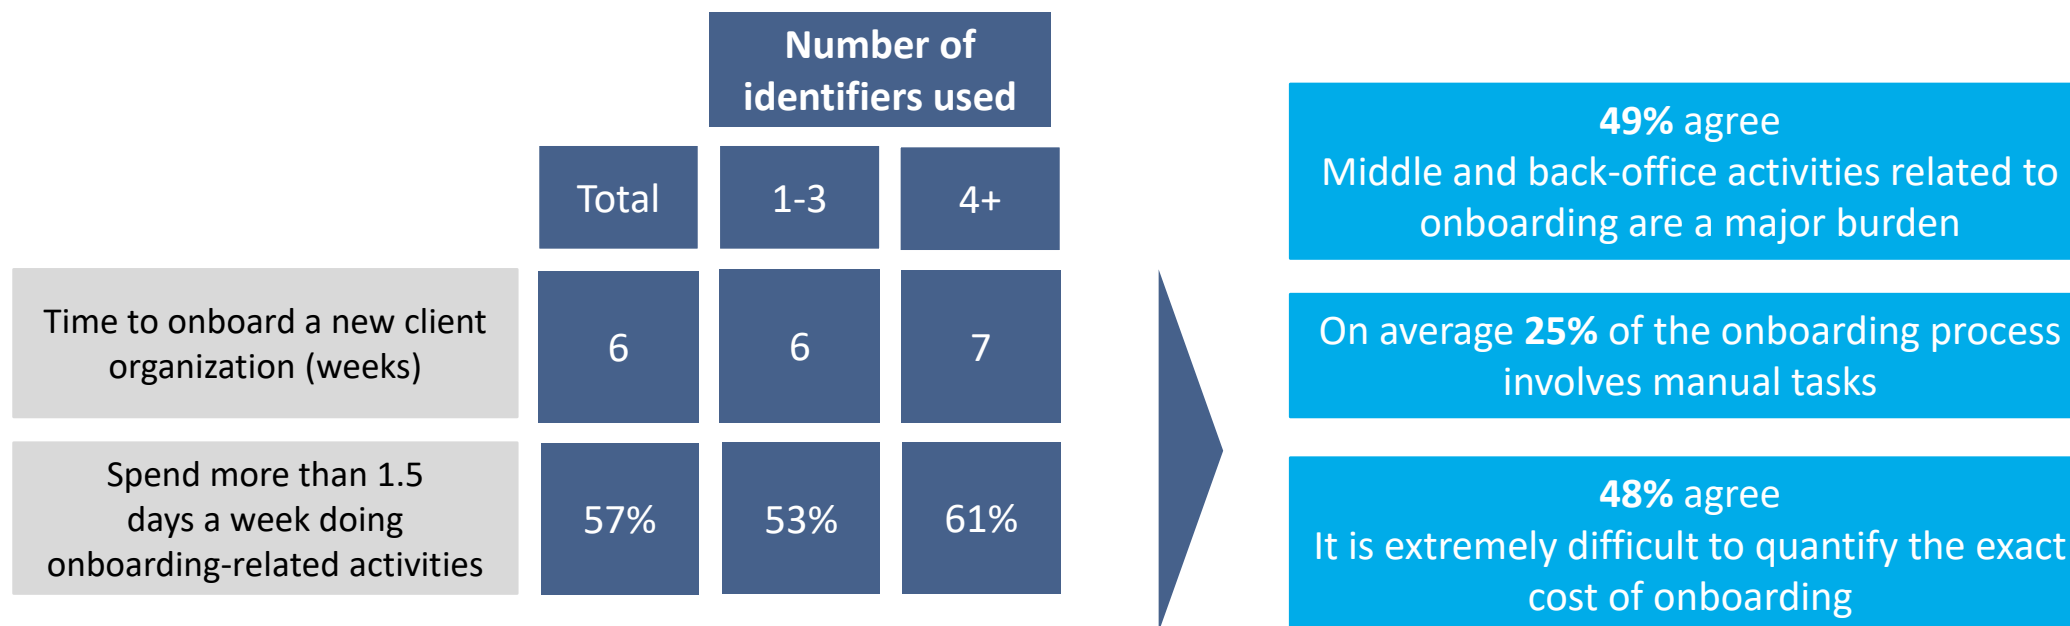 Number of
identifiers used
Total
1-3
4+
Time to onboard a new client
organization (weeks)
6
6
7
Spend more than 1.5
days a week doing
onboarding-related activities
57%
53%
61%
49% agree
Middle and back-office activities related to
onboarding are a major burden
On average 25% of the onboarding process
involves manual tasks
48% agree
It is extremely difficult to quantify the exact
cost of onboarding